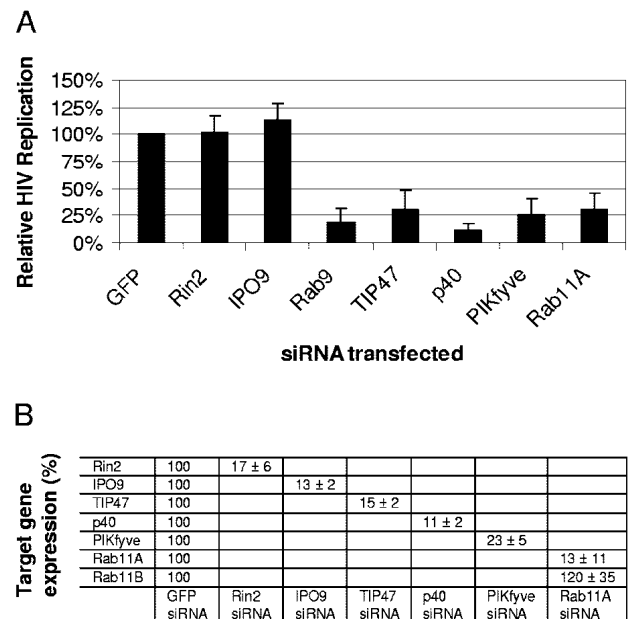 A
Relative HIV Replication
150%
125%
100%
75%
50%
25%
0%
GFP
Rin2
IPO9
Rab9
TIP47
p40
PIKfyve
Rab11A
siRNA transfected
B
Target gene
expression (%)
Rin2 100 17 ± 6
IPO9 100 13 ± 2
TIP47 100 15 ± 2
p40 100 11 ± 2
PIKfyve 100 23 ± 5
Rab11A 100 13 ± 11
Rab11B 100 120 ± 35
GFP Rin2 IPO9 TIP47 p40 PIKfyve Rab11A
siRNA siRNA siRNA siRNA siRNA siRNA siRNA